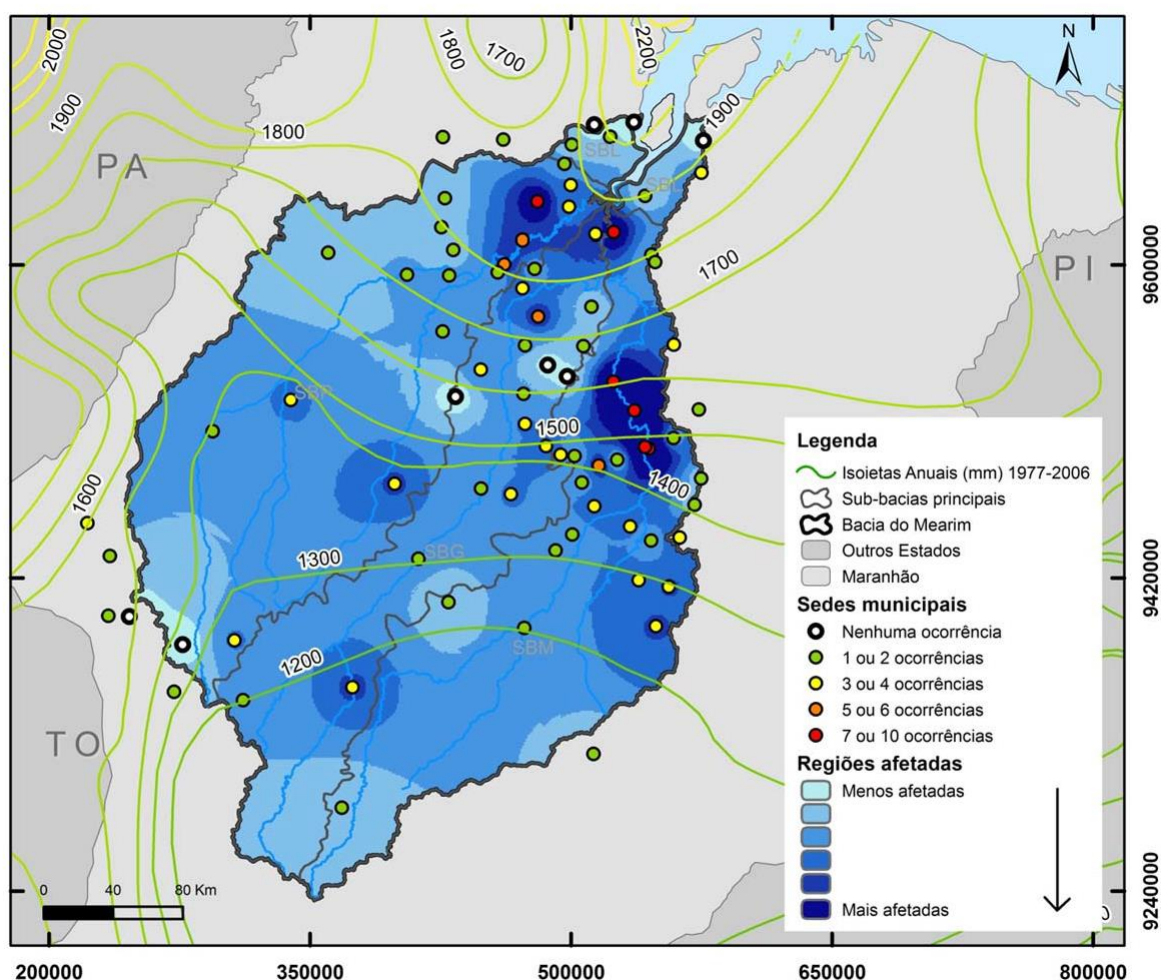 2000
1900
1800
1700
1800
2200
1900
N
PA
1800
SBL
SBL
1700
PI
9600000
SBP
1500
1600
1400
1300
SBG
9420000
1200
SBM
TO
Legenda
Isoietas Anuais (mm) 1977-2006
Sub-bacias principais
Bacia do Mearim
Outros Estados
Maranhão
Sedes municipais
Nenhuma ocorrência
1 ou 2 ocorrências
3 ou 4 ocorrências
5 ou 6 ocorrências
7 ou 10 ocorrências
Regiões afetadas
Menos afetadas
Mais afetadas
0 40 80 Km
9240000
200000 350000 500000 650000 800000